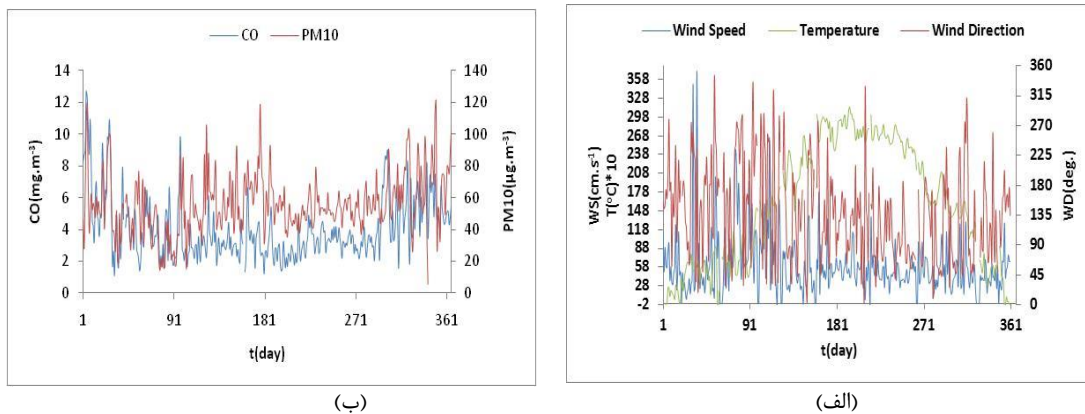 CO PM10
CO(mg.m-³)
14
12
10
8
6
4
2
0
PM10(µg.m-³)
140
120
100
80
60
40
20
0
1 91 181 271 361
t(day)
(ب)
Wind Speed Temperature Wind Direction
WS(cm.s-¹)
T(°C)*10
358
328
298
268
238
208
178
148
118
88
58
28
-2
WD(deg.)
360
315
270
225
180
135
90
45
0
1 91 181 271 361
t(day)
(الف)